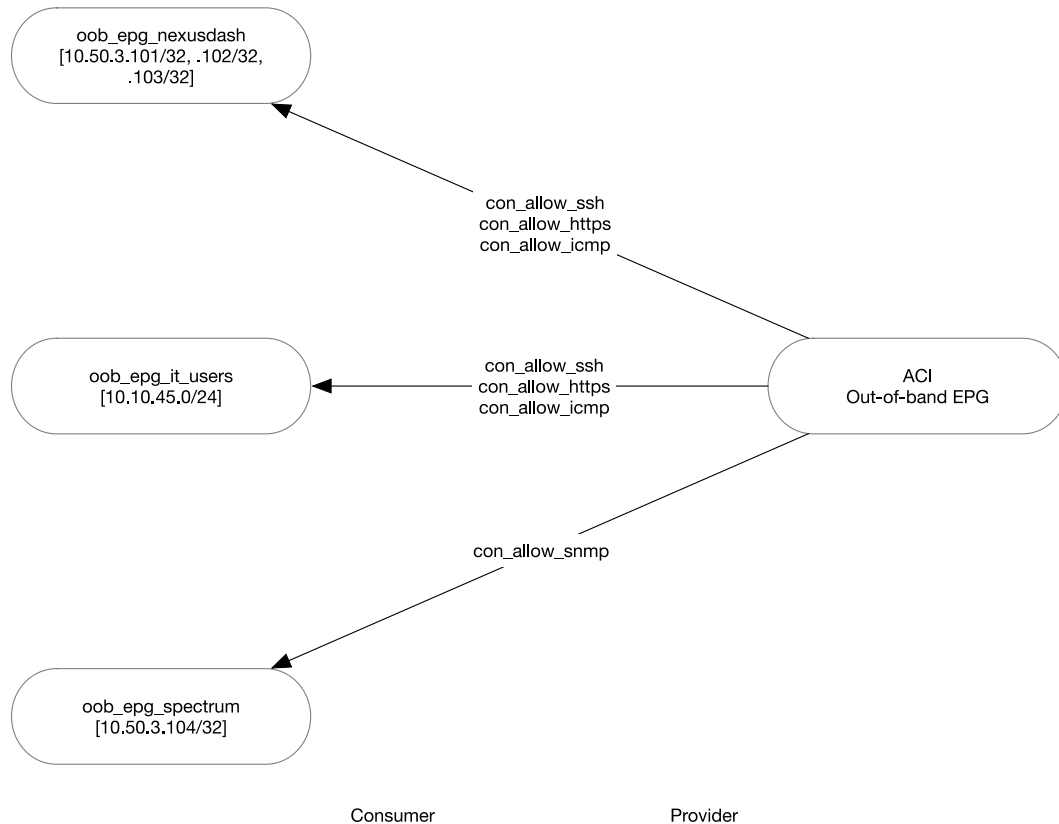 oob_epg_nexusdash
[10.50.3.101/32, .102/32,
.103/32]
con_allow_ssh
con_allow_https
con_allow_icmp
oob_epg_it_users
[10.10.45.0/24]
con_allow_ssh
con_allow_https
con_allow_icmp
ACI
Out-of-band EPG
con_allow_snmp
oob_epg_spectrum
[10.50.3.104/32]
Consumer
Provider